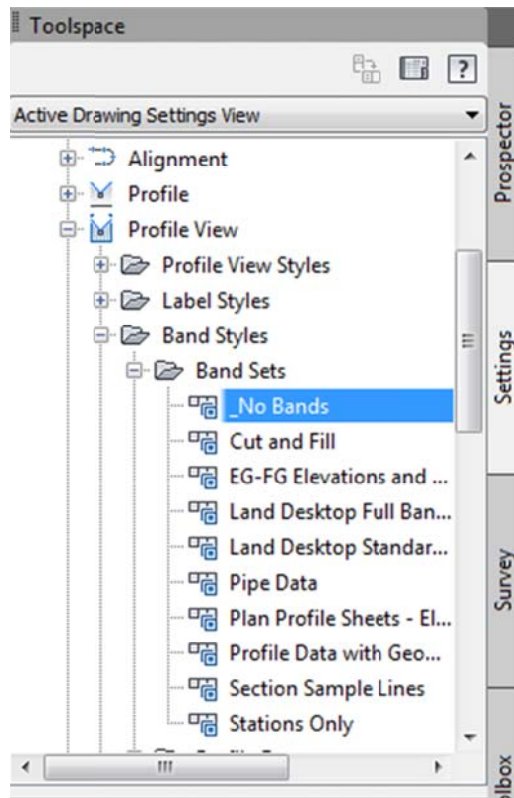 Toolspace
Active Drawing Settings View
Alignment
Profile
Profile View
Profile View Styles
Label Styles
Band Styles
Band Sets
_No Bands
Cut and Fill
EG-FG Elevations and ...
Land Desktop Full Ban...
Land Desktop Standar...
Pipe Data
Plan Profile Sheets - El...
Profile Data with Geo...
Section Sample Lines
Stations Only
Prospector
Settings
Survey